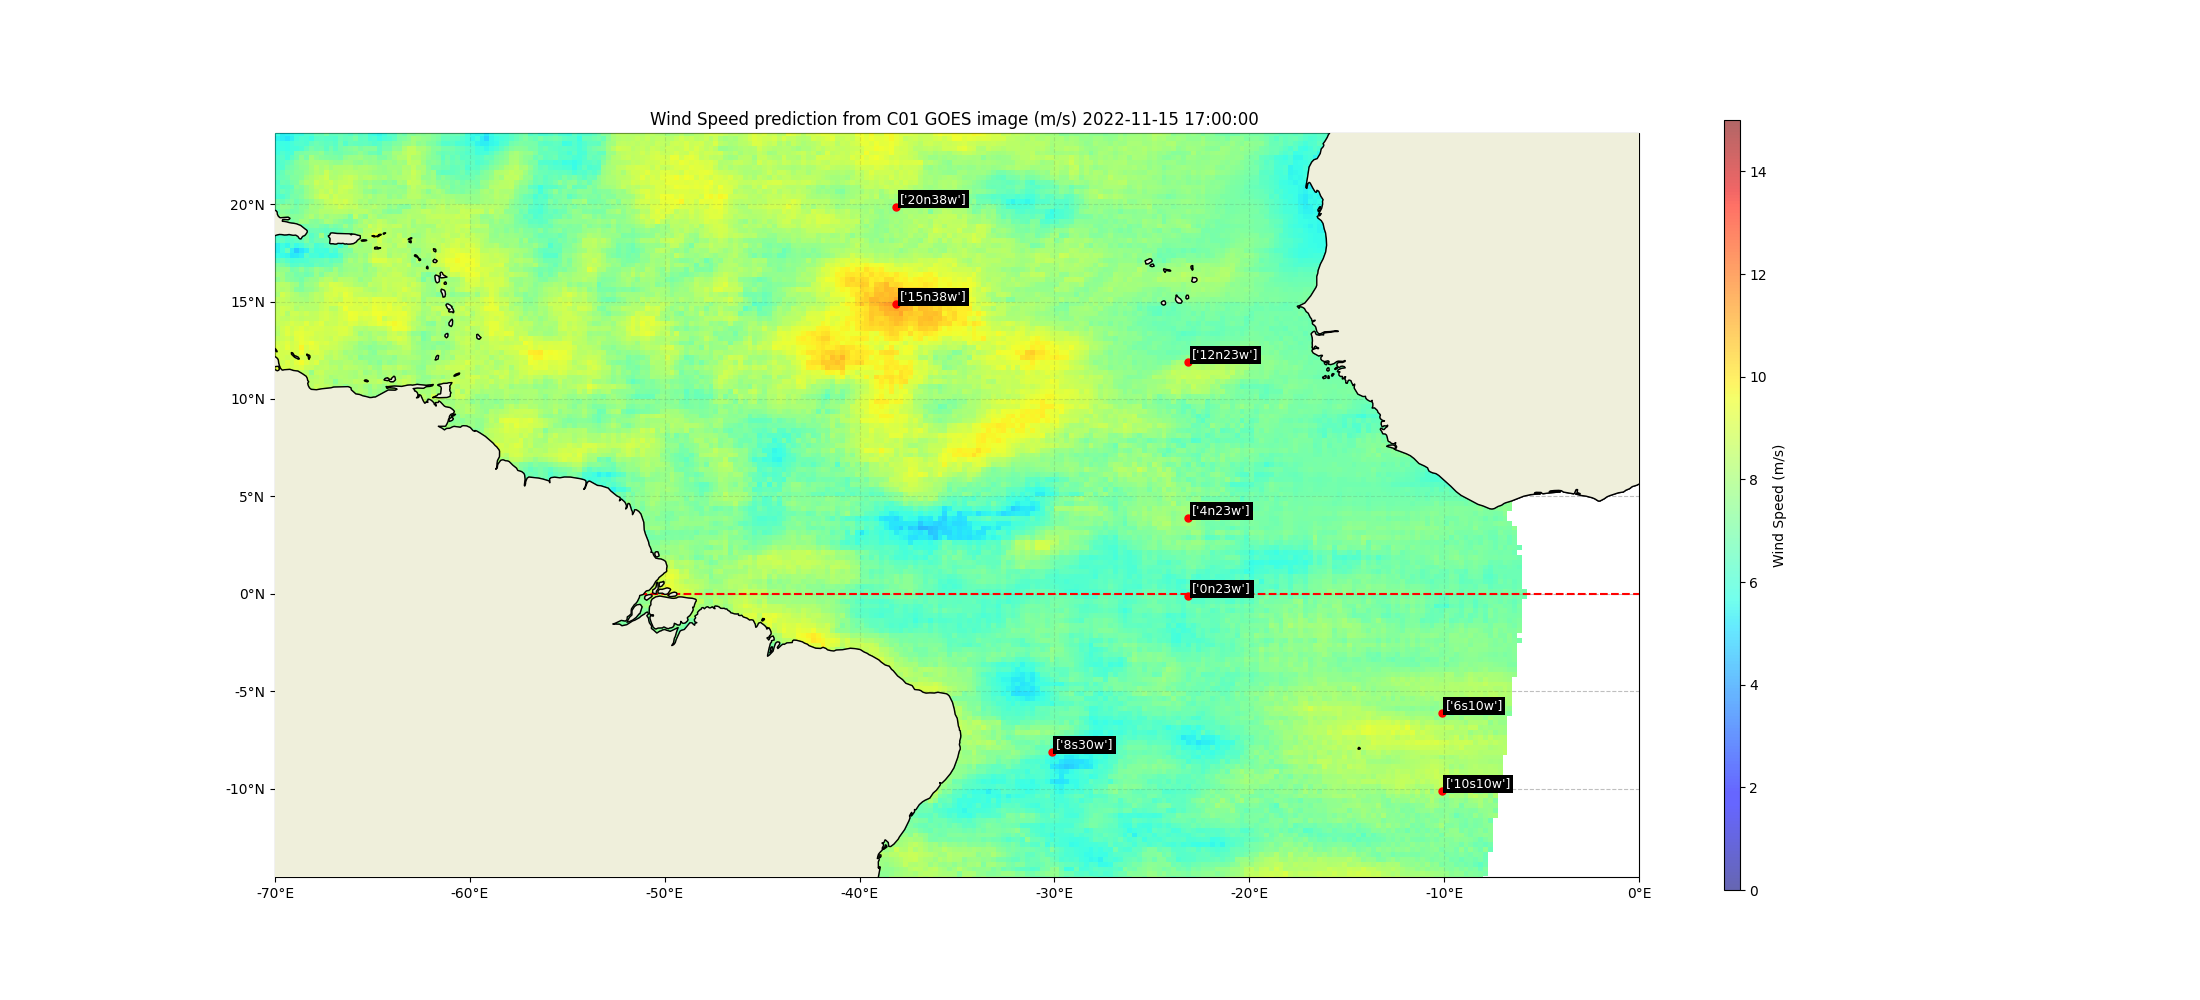 Wind Speed prediction from C01 GOES image (m/s) 2022-11-15 17:00:00
20°N
15°N
10°N
5°N
0°N
-5°N
-10°N
['20n38w']
['15n38w']
['12n23w']
['4n23w']
['0n23w']
['6s10w']
['8s30w']
['10s10w']
-70°E
-60°E
-50°E
-40°E
-30°E
-20°E
-10°E
0°E
14
12
10
8
6
4
2
0
Wind Speed (m/s)